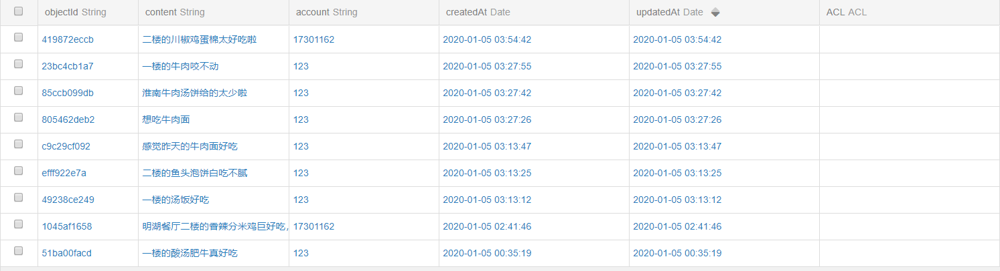 objectId String content String account String createdAt Date updatedAt Date ACL ACL
419872eccb 二楼的川椒鸡蛋棉太好吃啦 17301162 2020-01-05 03:54:42 2020-01-05 03:54:42
23bc4cb1a7 一楼的牛肉咬不动 123 2020-01-05 03:27:55 2020-01-05 03:27:55
85ccb099db 淮南牛肉汤饼给的太少啦 123 2020-01-05 03:27:42 2020-01-05 03:27:42
805462deb2 想吃牛肉面 123 2020-01-05 03:27:26 2020-01-05 03:27:26
c9c29cf092 感觉昨天的牛肉面好吃 123 2020-01-05 03:13:47 2020-01-05 03:13:47
efff922e7a 二楼的鱼头泡饼白吃不腻 123 2020-01-05 03:13:25 2020-01-05 03:13:25
49238ce249 一楼的汤饭好吃 123 2020-01-05 03:13:12 2020-01-05 03:13:12
1045af1658 明湖餐厅二楼的香辣分米鸡巨好吃, 17301162 2020-01-05 02:41:46 2020-01-05 02:41:46
51ba00facd 一楼的酸汤肥牛真好吃 123 2020-01-05 00:35:19 2020-01-05 00:35:19